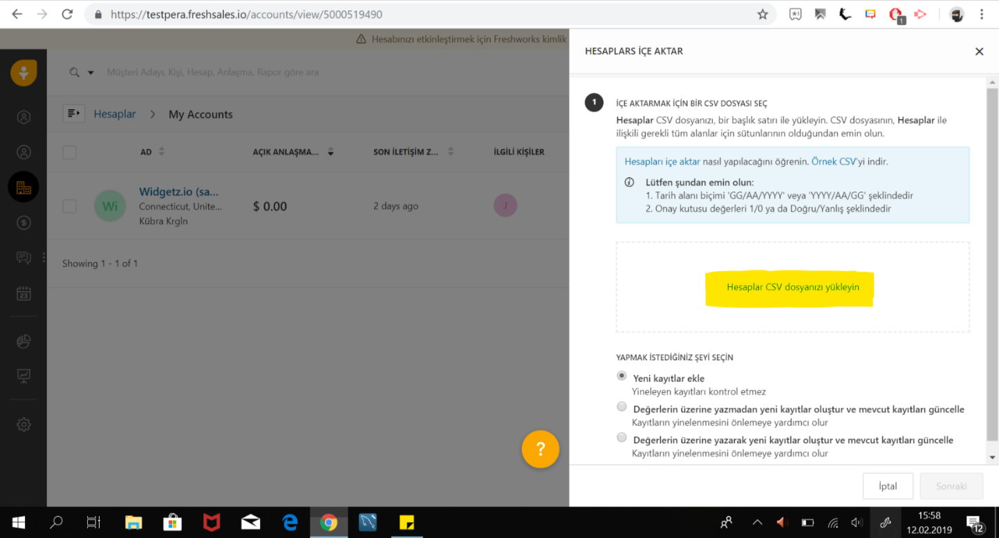 https://testpera.freshsales.io/accounts/view/5000519490
1
Hesabınızı etkinleştirmek için Freshworks kimlik
Müşteri Adayı, Kişi, Hesap, Anlaşma, Rapor göre ara
Hesaplar > My Accounts
AD AÇIK ANLAŞMA... SON İLETİŞİM Z... İLGİLİ KİŞİLER
Wi
Widgetz.io (sa...
Connecticut, Unite...
Kübra Krgln
$ 0.00
2 days ago
J
Showing 1 - 1 of 1
23
?
HESAPLARS İÇE AKTAR
1
İÇE AKTARMAK İÇİN BİR CSV DOSYASI SEÇ
Hesaplar CSV dosyanızı, bir başlık satırı ile yükleyin. CSV dosyasının, Hesaplar ile
ilişkili gerekli tüm alanlar için sütunlarının olduğundan emin olun.
Hesapları içe aktar nasıl yapılacağını öğrenin. Örnek CSV'yi indir.
Lütfen şundan emin olun:
1. Tarih alanı biçimi 'GG/AA/YYYY' veya 'YYYY/AA/GG' şeklindedir
2. Onay kutusu değerleri 1/0 ya da Doğru/Yanlış şeklindedir
Hesaplar CSV dosyanızı yükleyin
YAPMAK İSTEDİĞİNİZ ŞEYİ SEÇİN
Yeni kayıtlar ekle
Yineleyen kayıtları kontrol etmez
Değerlerin üzerine yazmadan yeni kayıtlar oluştur ve mevcut kayıtları güncelle
Kayıtların yinelenmesini önlemeye yardımcı olur
Değerlerin üzerine yazarak yeni kayıtlar oluştur ve mevcut kayıtları güncelle
Kayıtların yinelenmesini önlemeye yardımcı olur
İptal
Sonraki
15:58
12.02.2019
12